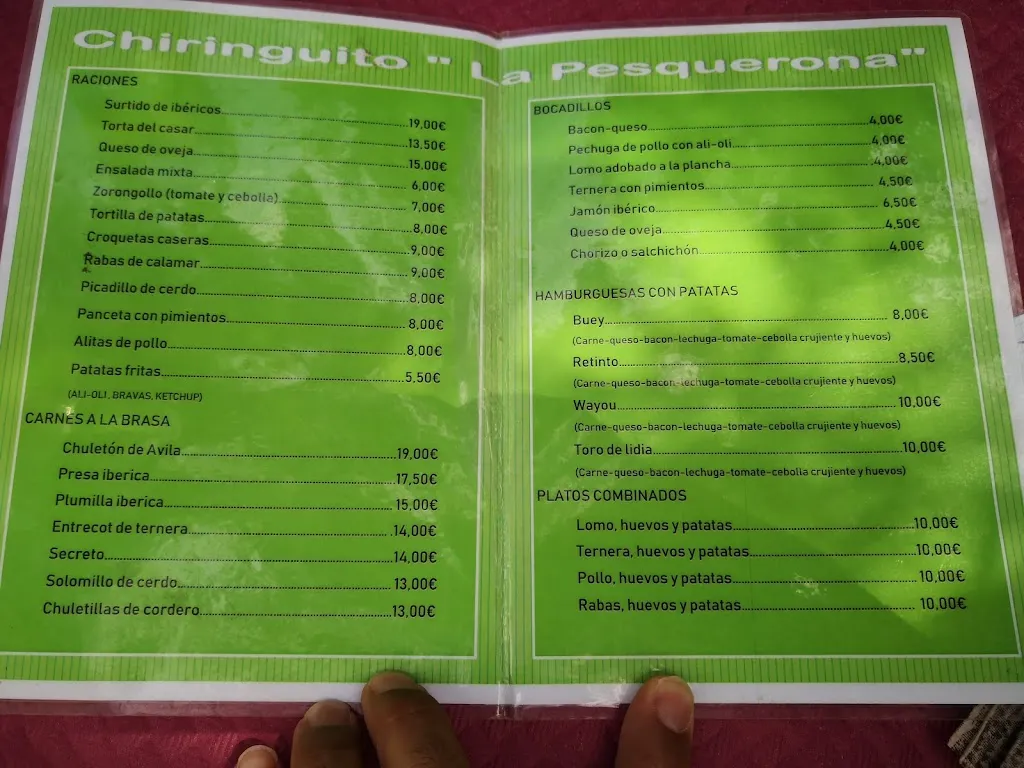 Chiringuito " La Pesquerona"
RACIONES
Surtido de ibéricos 19,00€
Torta del casar 13,50€
Queso de oveja 15,00€
Ensalada mixta 6,00€
Zorongollo (tomate y cebolla) 7,00€
Tortilla de patatas 8,00€
Croquetas caseras 9,00€
Rabas de calamar 9,00€
Picadillo de cerdo 8,00€
Panceta con pimientos 8,00€
Alitas de pollo 8,00€
Patatas fritas 5,50€
(ALI-OLI, BRAVAS, KETCHUP)
CARNES A LA BRASA
Chuletón de Avila 19,00€
Presa iberica 17,50€
Plumilla iberica 15,00€
Entrecot de ternera 14,00€
Secreto 14,00€
Solomillo de cerdo 13,00€
Chuletillas de cordero 13,00€
BOCADILLOS
Bacon-queso 4,00€
Pechuga de pollo con ali-oli 4,00€
Lomo adobado a la plancha 4,00€
Ternera con pimientos 4,50€
Jamón ibérico 6,50€
Queso de oveja 4,50€
Chorizo o salchichón 4,00€
HAMBURGUESAS CON PATATAS
Buey 8,00€
(Carne-queso-bacon-lechuga-tomate-cebolla crujiente y huevos)
Retinto 8,50€
(Carne-queso-bacon-lechuga-tomate-cebolla crujiente y huevos)
Wayou 10,00€
(Carne-queso-bacon-lechuga-tomate-cebolla crujiente y huevos)
Toro de lidia 10,00€
(Carne-queso-bacon-lechuga-tomate-cebolla crujiente y huevos)
PLATOS COMBINADOS
Lomo, huevos y patatas 10,00€
Ternera, huevos y patatas 10,00€
Pollo, huevos y patatas 10,00€
Rabas, huevos y patatas 10,00€